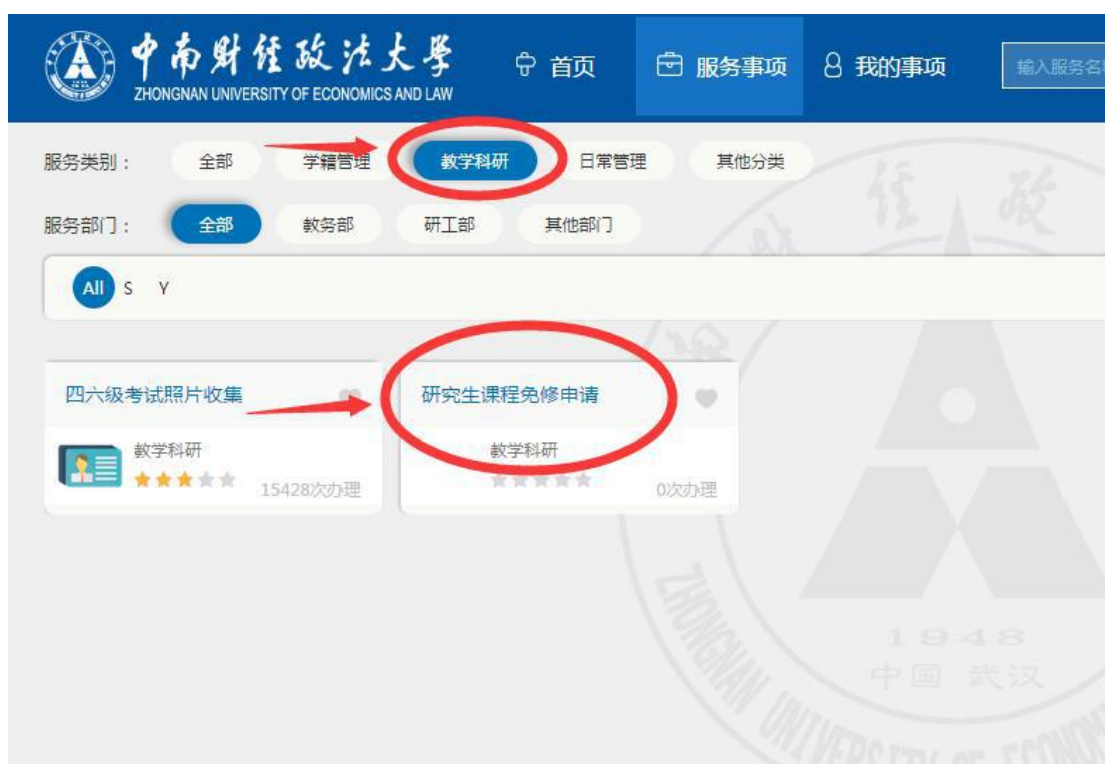 中南财经政法大学
ZHONGNAN UNIVERSITY OF ECONOMICS AND LAW
首页 服务事项 我的事项 输入服务名
服务类别： 全部 学籍管理 教学科研 日常管理 其他分类
服务部门： 全部 教务部 研工部 其他部门
All S Y
四六级考试照片收集 研究生课程免修申请
教学科研 教学科研
15428次办理 0次办理
1948
中国 武汉
ZHONGNAN UNIVERSITY OF ECONOM